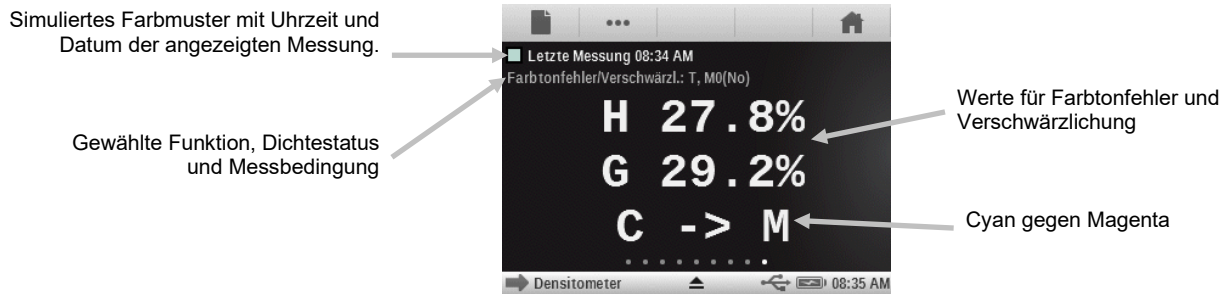 Simuliertes Farbmuster mit Uhrzeit und
Datum der angezeigten Messung.
Gewählte Funktion, Dichtestatus
und Messbedingung
Letzte Messung 08:34 AM
Farbtonfehler/Verschwärzl.: T, M0(No)
H 27.8%
G 29.2%
C -> M
Densitometer
08:35 AM
Werte für Farbtonfehler und
Verschwärzlichung
Cyan gegen Magenta